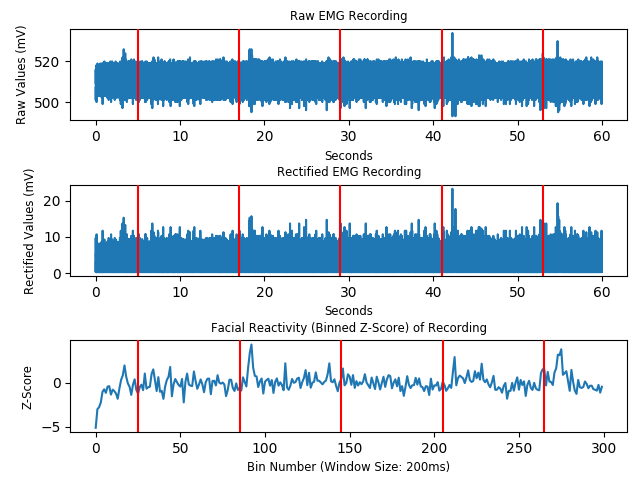 Raw EMG Recording
Raw Values (mV)
520
500
0 10 20 30 40 50 60
Seconds
Rectified EMG Recording
Rectified Values (mV)
20
10
0
0 10 20 30 40 50 60
Seconds
Facial Reactivity (Binned Z-Score) of Recording
Z-Score
0
−5
0 50 100 150 200 250 300
Bin Number (Window Size: 200ms)